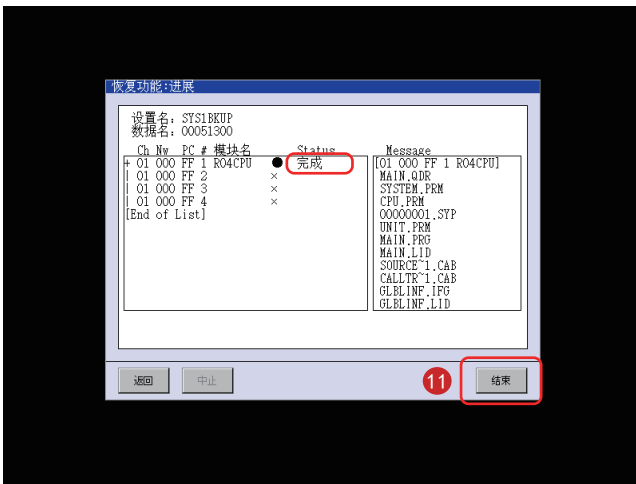 恢复功能:进展
设置名: SYS1BKUP
数据名: 00051300
Ch Nw PC # 模块名 Status Message
+ 01 000 FF 1 R04CPU ● 完成
| 01 000 FF 2 ×
| 01 000 FF 3 ×
| 01 000 FF 4 ×
[End of List]
[01 000 FF 1 R04CPU]
MAIN.QDR
SYSTEM.PRM
CPU.PRM
00000001.SYP
UNIT.PRM
MAIN.PRG
MAIN.LID
SOURCE~1.CAB
CALLTR~1.CAB
GLBLINF.IFG
GLBLINF.LID
返回 中止 11 结束